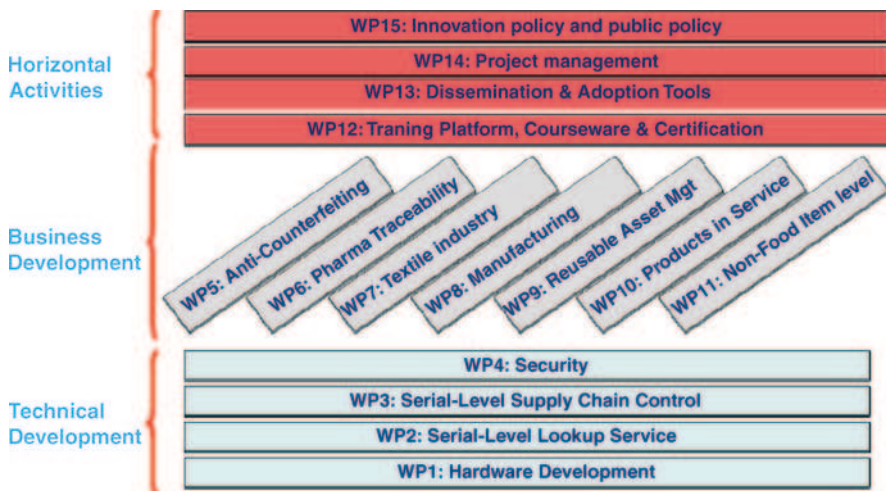 WP15: Innovation policy and public policy
WP14: Project management
Horizontal
Activities
WP13: Dissemination & Adoption Tools
WP12: Traning Platform, Courseware & Certification
Business
Development
WP5: Anti-Counterfeiting
WP6: Pharma Traceability
WP7: Textile industry
WP8: Manufacturing
WP9: Reusable Asset Mgt
WP10: Products in Service
WP11: Non-Food Item level
Technical
Development
WP4: Security
WP3: Serial-Level Supply Chain Control
WP2: Serial-Level Lookup Service
WP1: Hardware Development